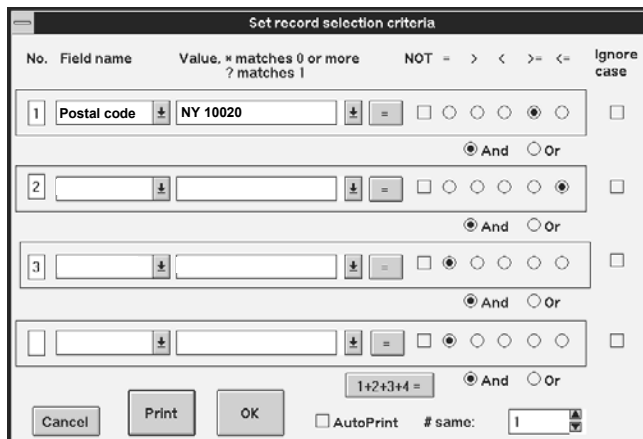 Set record selection criteria
No. Field name Value, * matches 0 or more NOT = > < >= <= Ignore
? matches 1 case
1 Postal code NY 10020 =
And Or
2 =
And Or
3 =
And Or
=
1+2+3+4 = And Or
Cancel Print OK AutoPrint # same: 1